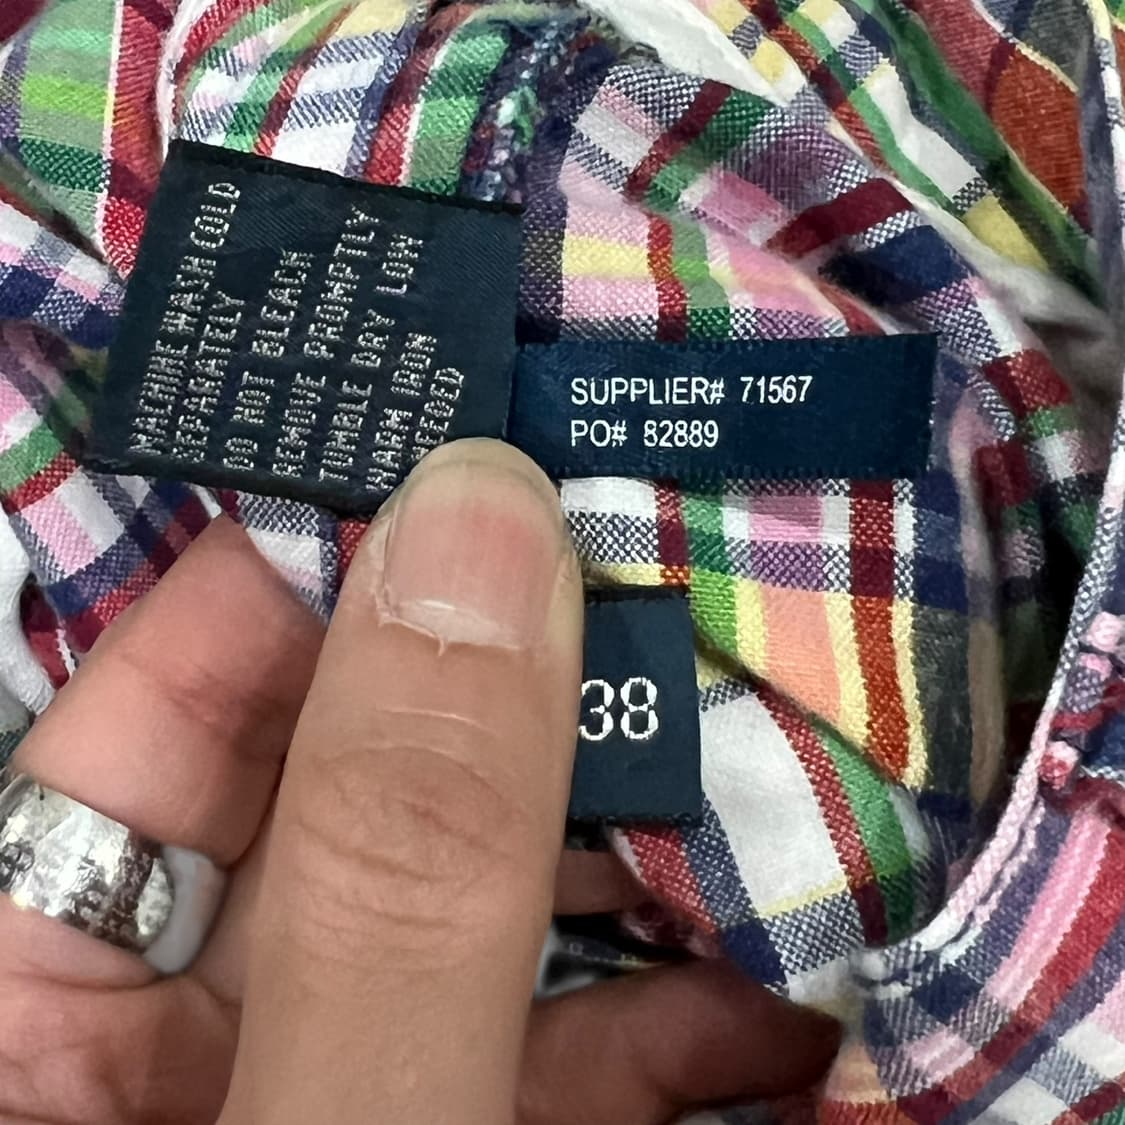 MACHINE WASH COLD
SEPARATELY
DO NOT BLEACH
REMOVE PROMPTLY
TUMBLE DRY LOW
WARM IRON
SUPPLIER# 71567
PO# 82889
38